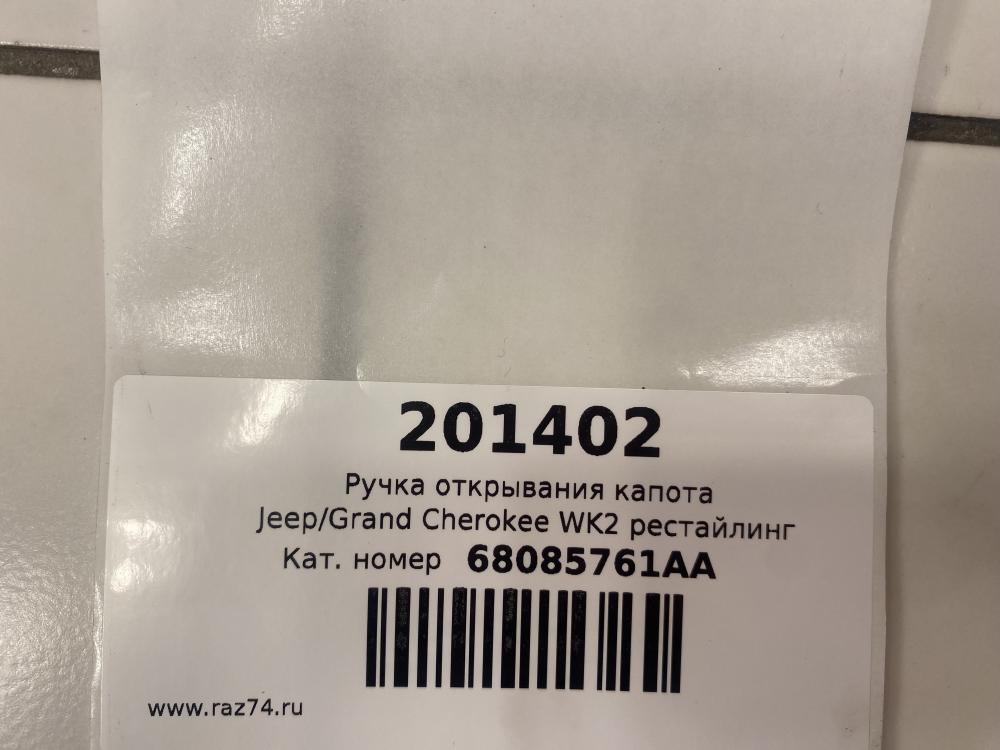 201402
Ручка открывания капота
Jeep/Grand Cherokee WK2 рестайлинг
Кат. номер 68085761AA
www.raz74.ru